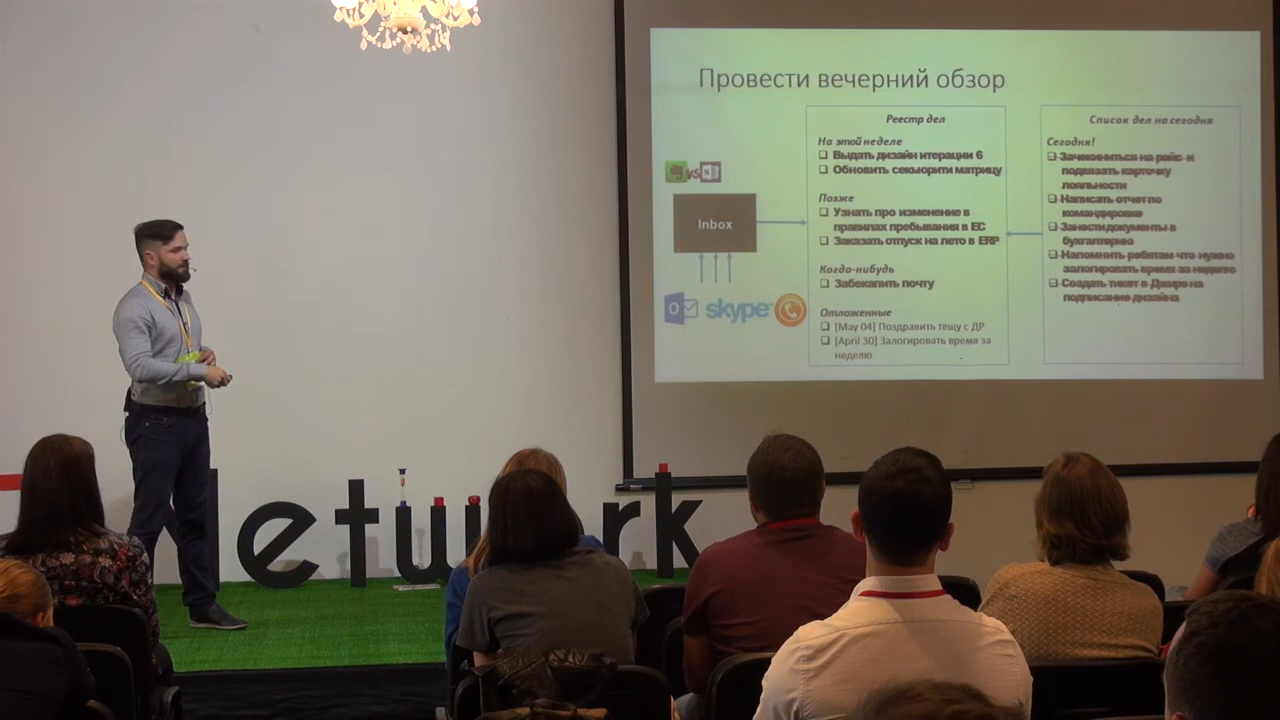 Провести вечерний обзор
Реестр дел
На этой неделе
❑ Выдать дизайн итерации 6
❑ Обновить секьюрити матрицу
Позже
❑ Узнать про изменение в
правилах пребывания в ЕС
❑ Заказать отпуск на лето в ERP
Когда-нибудь
❑ Забекапить почту
Отложенные
❑ [May 04] Поздравить тещу с ДР
❑ [April 30] Залогировать время за
неделю
Список дел на сегодня
Сегодня!
❑ Зачекиниться на рейс и
подвязать карточку
лояльности
❑ Написать отчет по
командировке
❑ Занести документы в
бухгалтерию
❑ Напомнить ребятам что нужно
залогировать время за неделю
❑ Создать тикет в Джире на
подписание дизайна
vs N
Inbox
O skype
etw rk